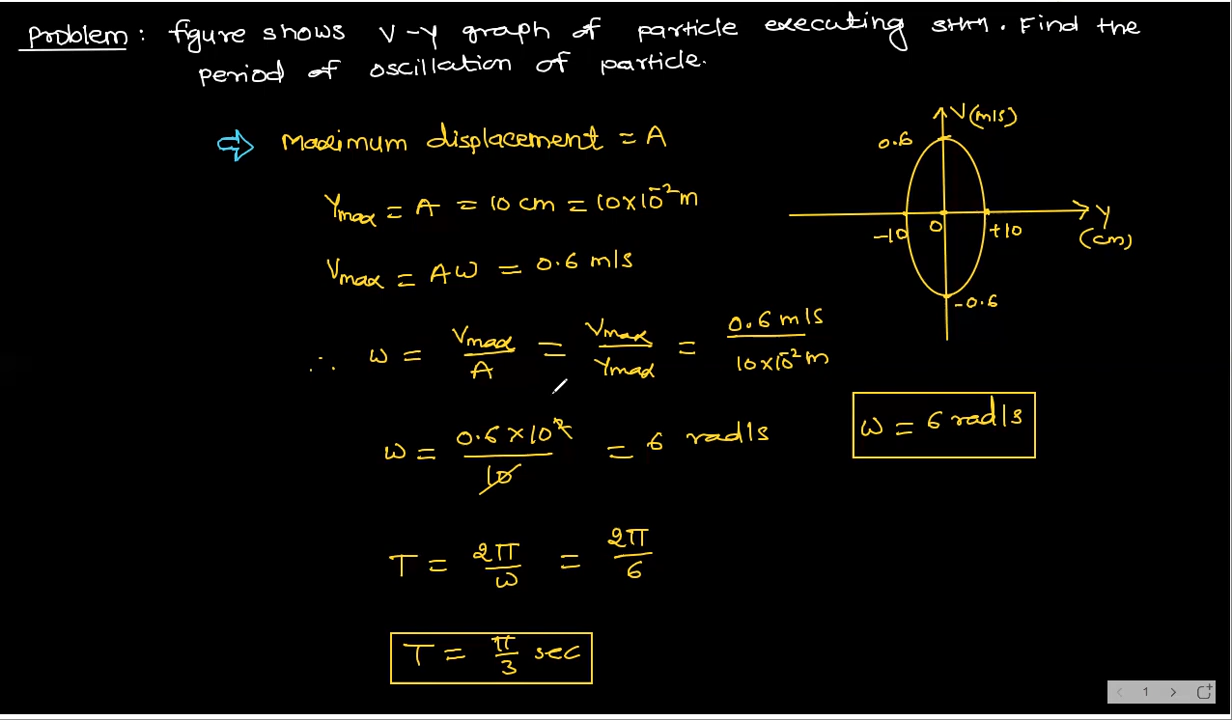 Problem : figure shows V-Y graph of particle executing SHM. Find the
period of oscillation of particle.
⇨ Maximum displacement = A
Ymax = A = 10 cm = 10×10⁻² m
Vmax = Aω = 0.6 m/s
∴ ω = Vmax/A = Vmax/Ymax = 0.6 m/s / 10×10⁻² m
ω = 0.6 × 10² / 10 = 6 rad/s
ω = 6 rad/s
T = 2π/ω = 2π/6
T = π/3 sec
V(m/s)
0.6
-10
0
+10
Y
(cm)
-0.6
1